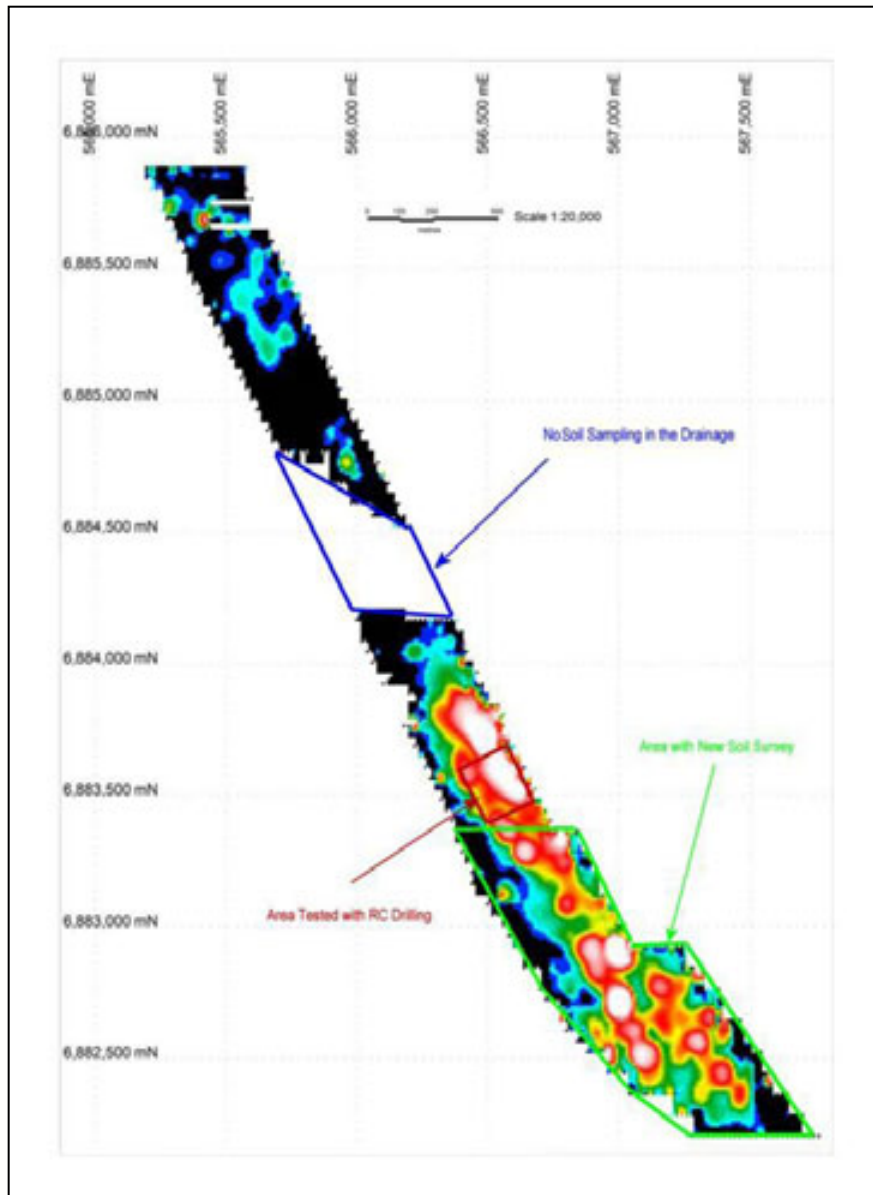 565,000 mE
565,500 mE
566,000 mE
566,500 mE
567,000 mE
567,500 mE
6,886,000 mN
Scale 1:20,000
6,885,500 mN
6,885,000 mN
No Soil Sampling in the Drainage
6,884,500 mN
6,884,000 mN
Area with New Soil Survey
6,883,500 mN
Area Tested with RC Drilling
6,883,000 mN
6,882,500 mN